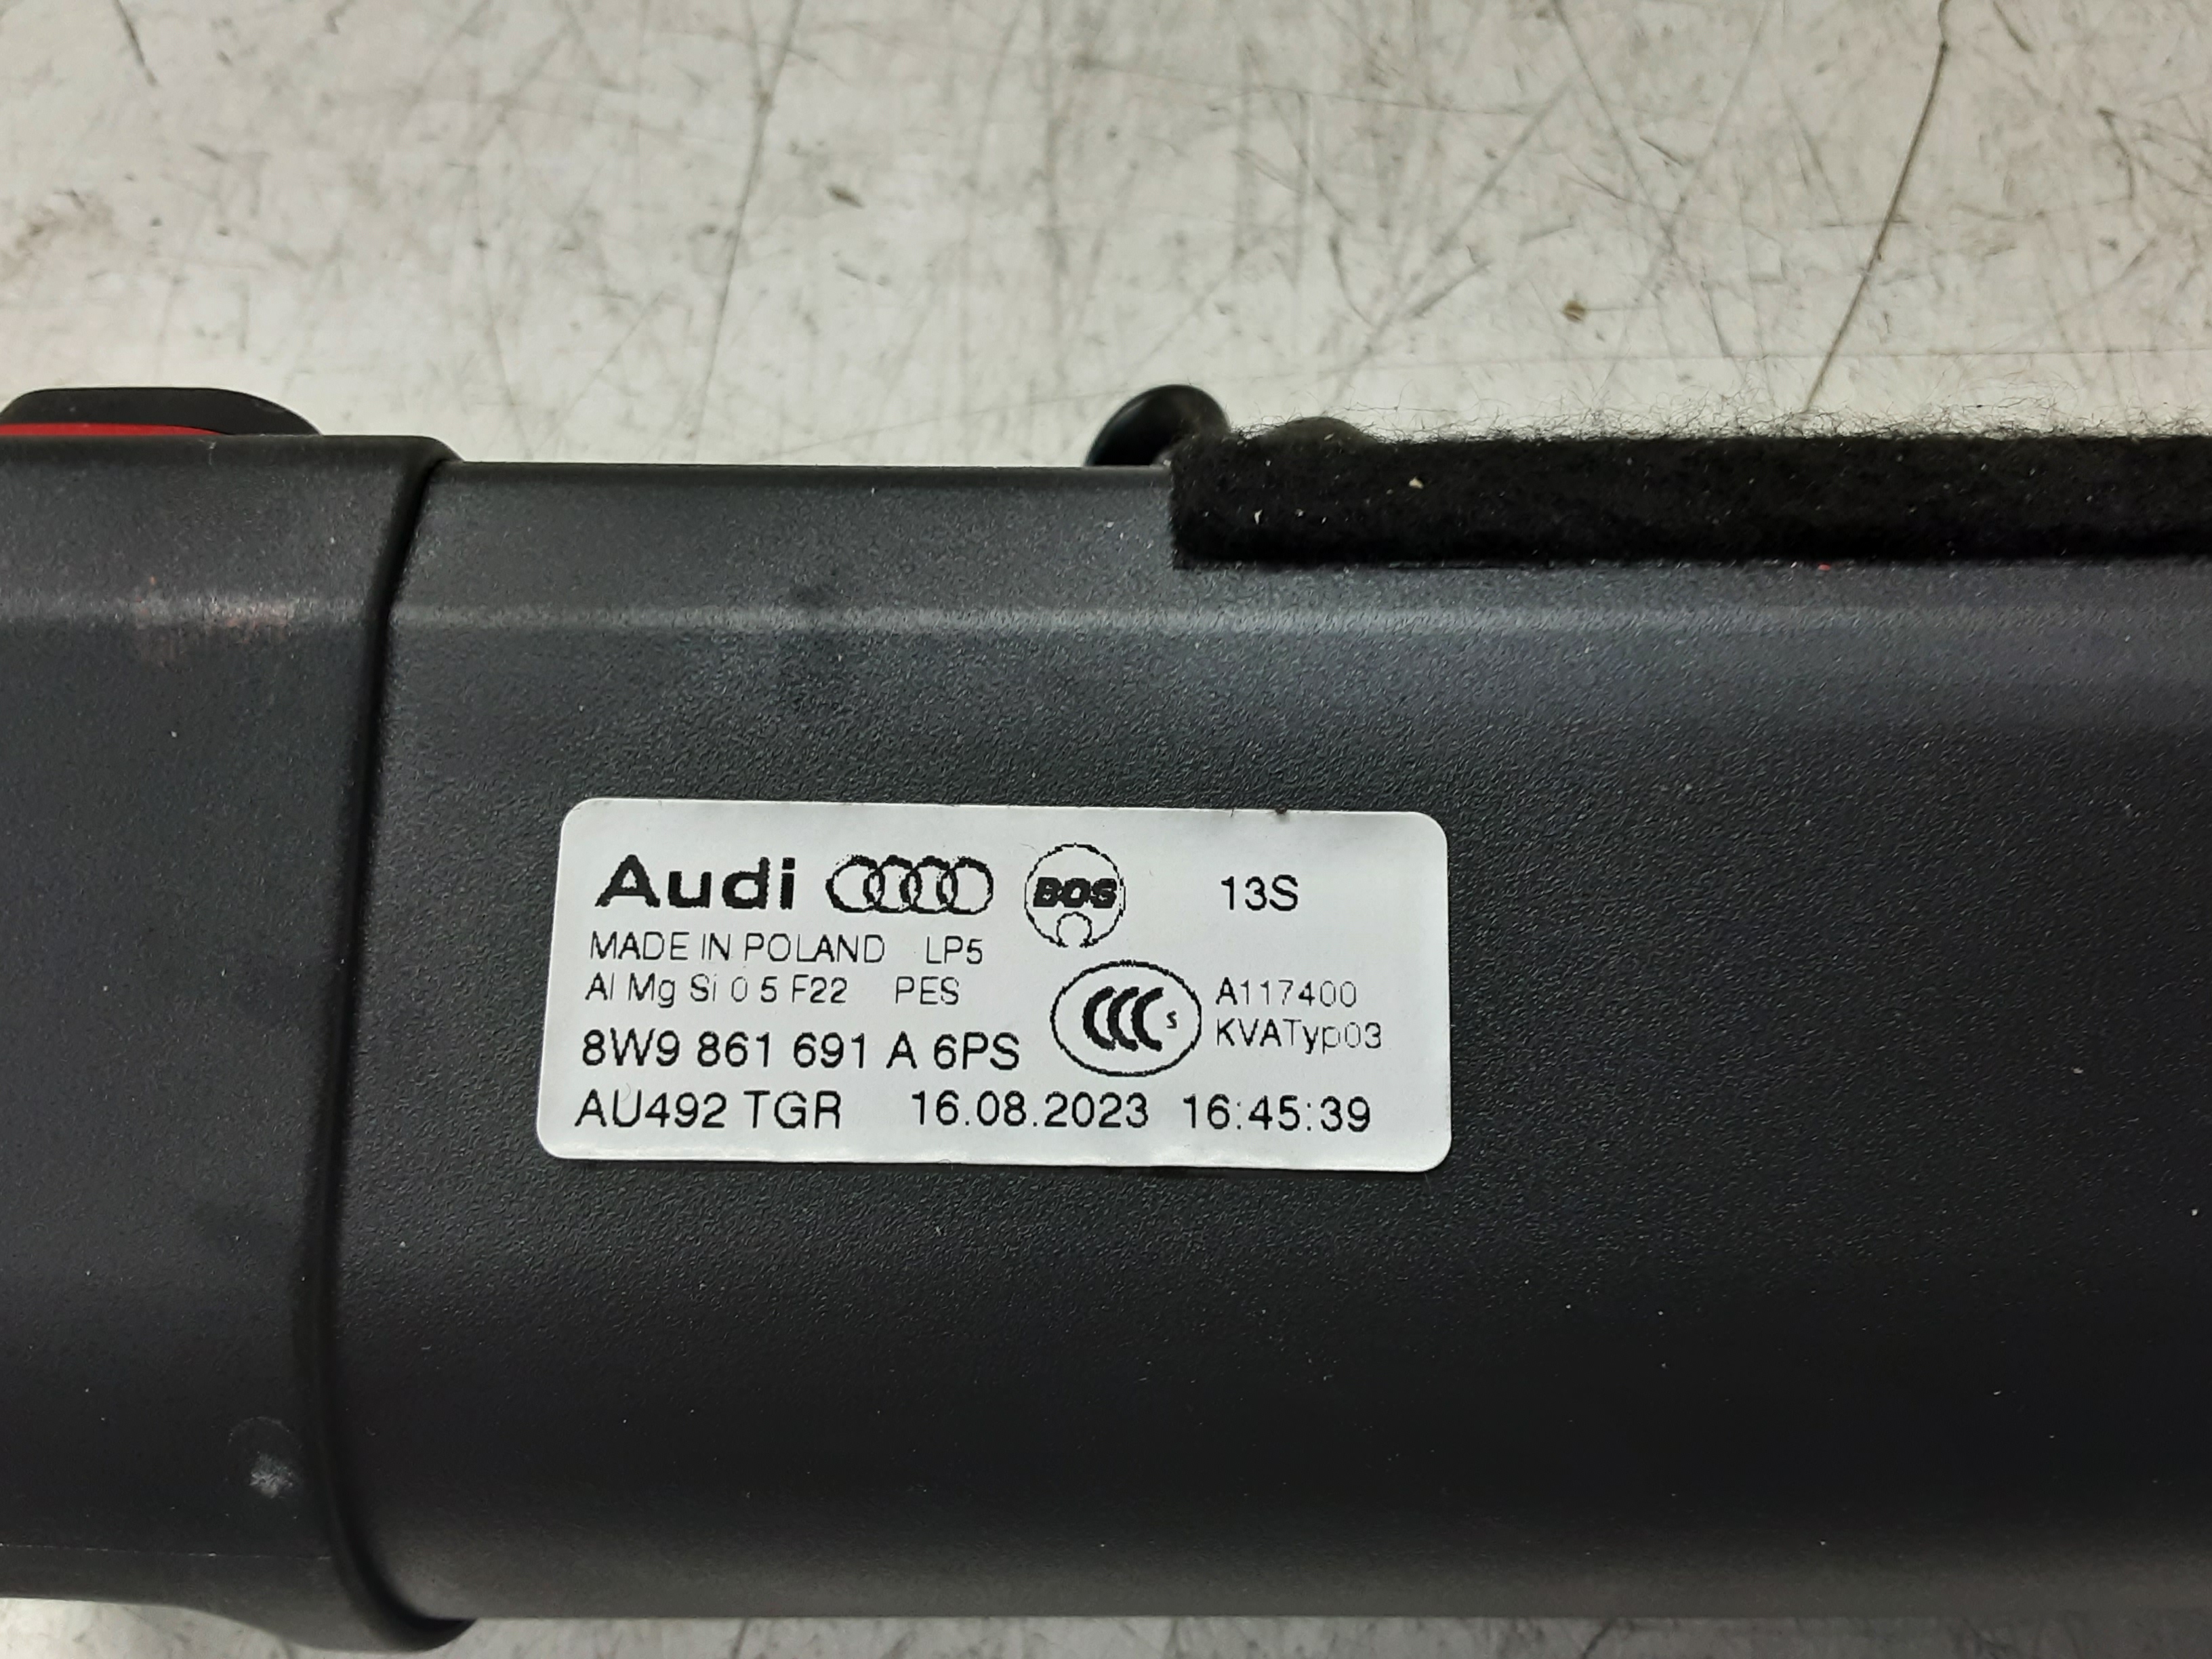 Audi BOS 13S
MADE IN POLAND LP5
Al Mg Si 0 5 F22 PES
CCC S A117400
KVATyp03
8W9 861 691 A 6PS
AU492 TGR 16.08.2023 16:45:39